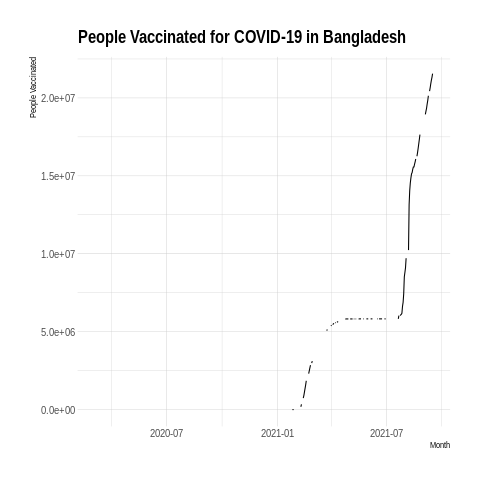 People Vaccinated for COVID-19 in Bangladesh
People Vaccinated
2.0e+07
1.5e+07
1.0e+07
5.0e+06
0.0e+00
2020-07
2021-01
2021-07
Month